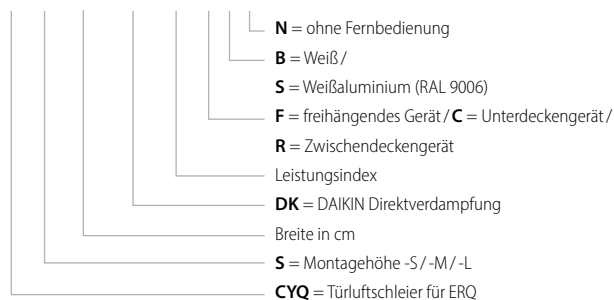 N = ohne Fernbedienung
B = Weiß /
S = Weißaluminium (RAL 9006)
F = freihängendes Gerät / C = Unterdeckengerät /
R = Zwischendeckengerät
Leistungsindex
DK = DAIKIN Direktverdampfung
Breite in cm
S = Montagehöhe -S / -M / -L
CYQ = Türluftschleier für ERQ